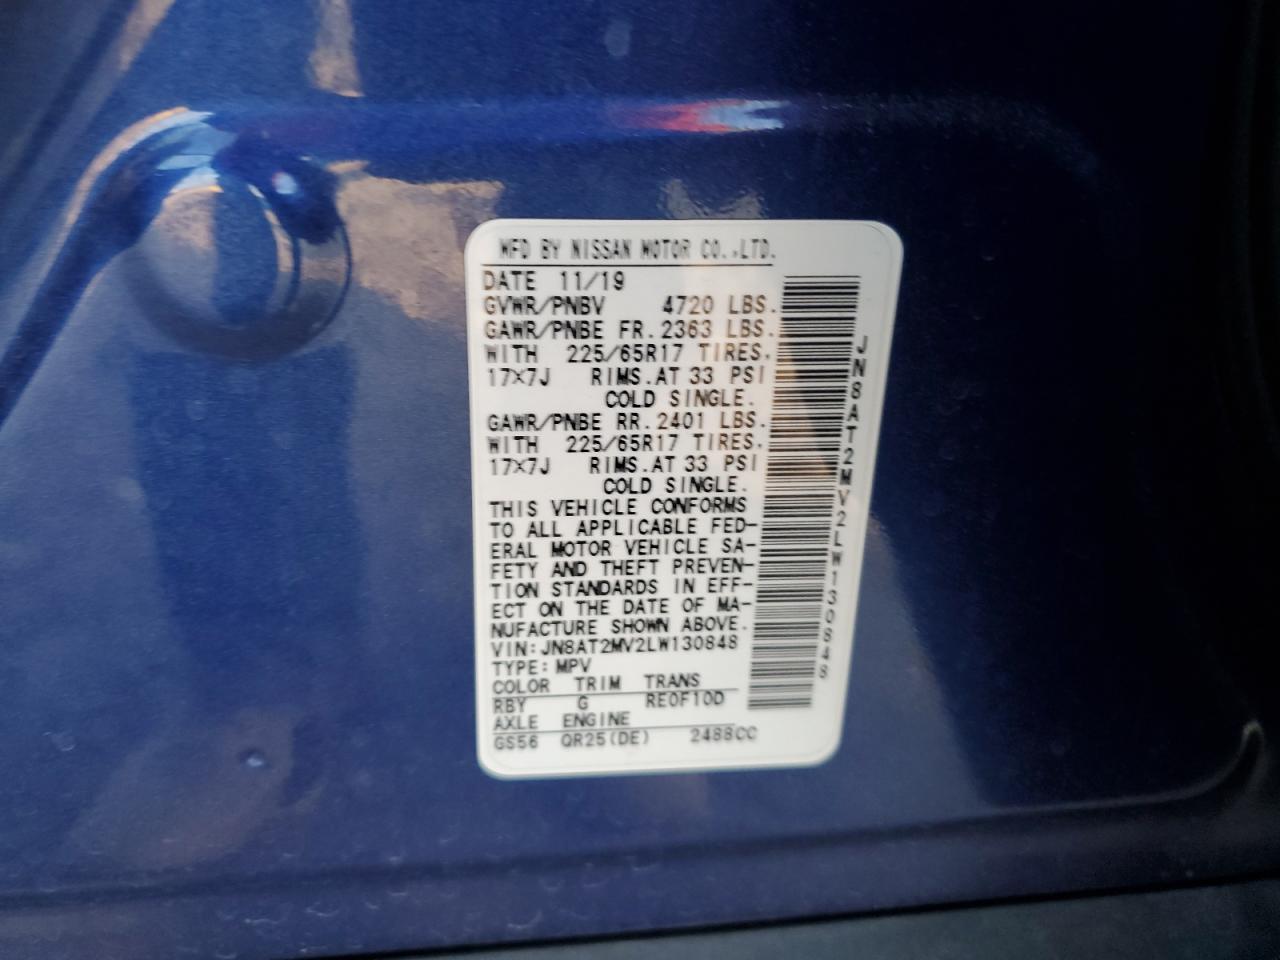 MFD BY NISSAN MOTOR CO.,LTD.
DATE 11/19
GVWR/PNBV 4720 LBS.
GAWR/PNBE FR. 2363 LBS.
WITH 225/65R17 TIRES.
17×7J RIMS. AT 33 PSI
COLD SINGLE.
GAWR/PNBE RR. 2401 LBS.
WITH 225/65R17 TIRES.
17×7J RIMS. AT 33 PSI
COLD SINGLE.
THIS VEHICLE CONFORMS
TO ALL APPLICABLE FED-
ERAL MOTOR VEHICLE SA-
FETY AND THEFT PREVEN-
TION STANDARDS IN EFF-
ECT ON THE DATE OF MA-
NUFACTURE SHOWN ABOVE.
VIN: JN8AT2MV2LW130848
TYPE: MPV
COLOR TRIM TRANS
RBY G RE0F10D
AXLE ENGINE
GS56 QR25(DE) 2488CC
JN8AT2MV2LW130848